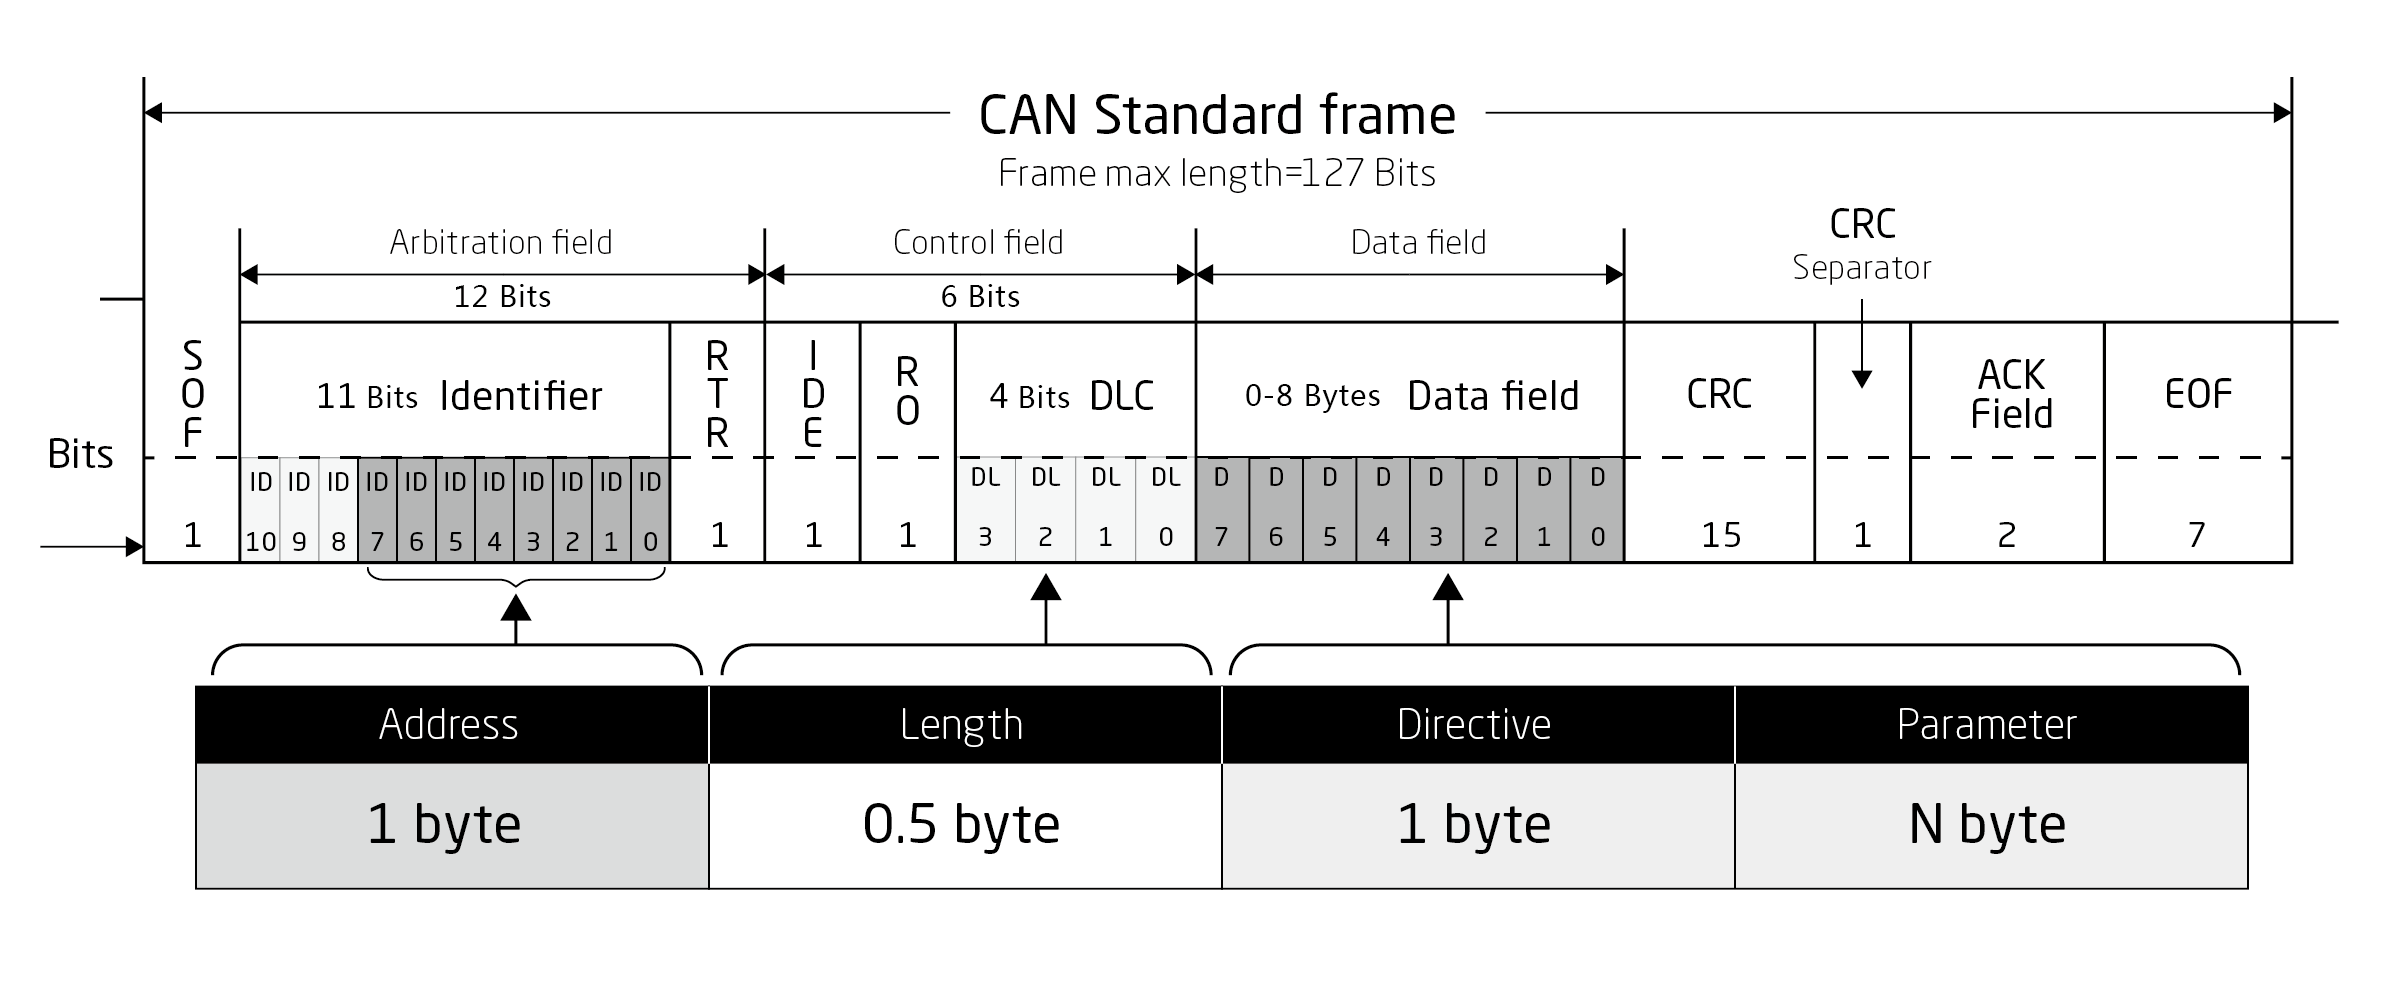 CAN Standard frame
Frame max length=127 Bits
Arbitration field
12 Bits
Control field
6 Bits
Data field
CRC
Separator
SOF
11 Bits Identifier
RTR
IDE
RO
4 Bits DLC
0-8 Bytes Data field
CRC
ACK
Field
EOF
Bits
ID ID ID ID ID ID ID ID ID ID ID
DL DL DL DL
D D D D D D D D
1
10 9 8 7 6 5 4 3 2 1 0
1
1
1
3 2 1 0
7 6 5 4 3 2 1 0
15
1
2
7
Address Length Directive Parameter
1 byte 0.5 byte 1 byte N byte